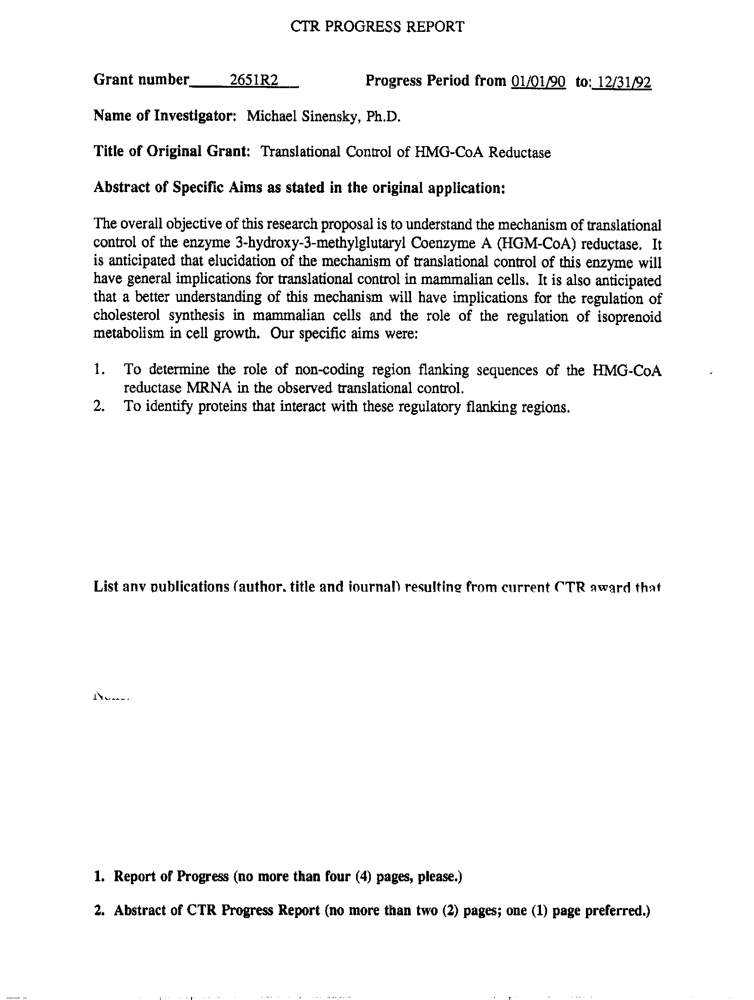 CTR PROGRESS REPORT
Grant number 2651R2 Progress Period from 01/01/90 to: 12/31/92
Name of Investigator: Michael Sinensky, Ph.D.
Title of Original Grant: Translational Control of HMG-CoA Reductase
Abstract of Specific Aims as stated in the original application:
The overall objective of this research proposal is to understand the mechanism of translational
control of the enzyme 3-hydroxy-3-methylglutaryl Coenzyme A (HGM-CoA) reductase. It
is anticipated that elucidation of the mechanism of translational control of this enzyme will
have general implications for translational control in mammalian cells. It is also anticipated
that a better understanding of this mechanism will have implications for the regulation of
cholesterol synthesis in mammalian cells and the role of the regulation of isoprenoid
metabolism in cell growth. Our specific aims were:
1. To determine the role of non-coding region flanking sequences of the HMG-CoA
reductase MRNA in the observed translational control.
2. To identify proteins that interact with these regulatory flanking regions.
List any publications (author, title and journal) resulting from current CTR award that
1. Report of Progress (no more than four (4) pages, please.)
2. Abstract of CTR Progress Report (no more than two (2) pages; one (1) page preferred.)